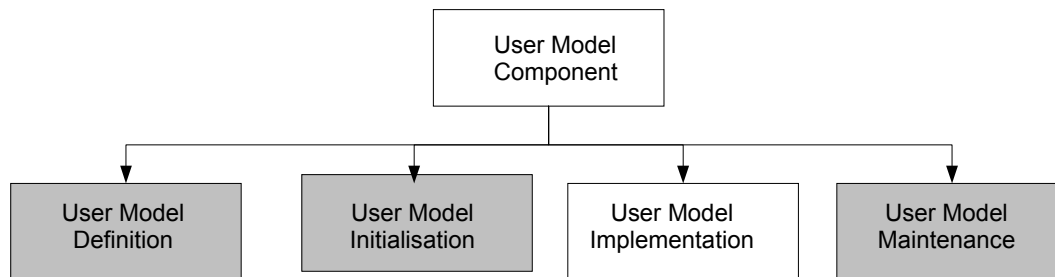 User Model
Component
User Model
Definition
User Model
Initialisation
User Model
Implementation
User Model
Maintenance